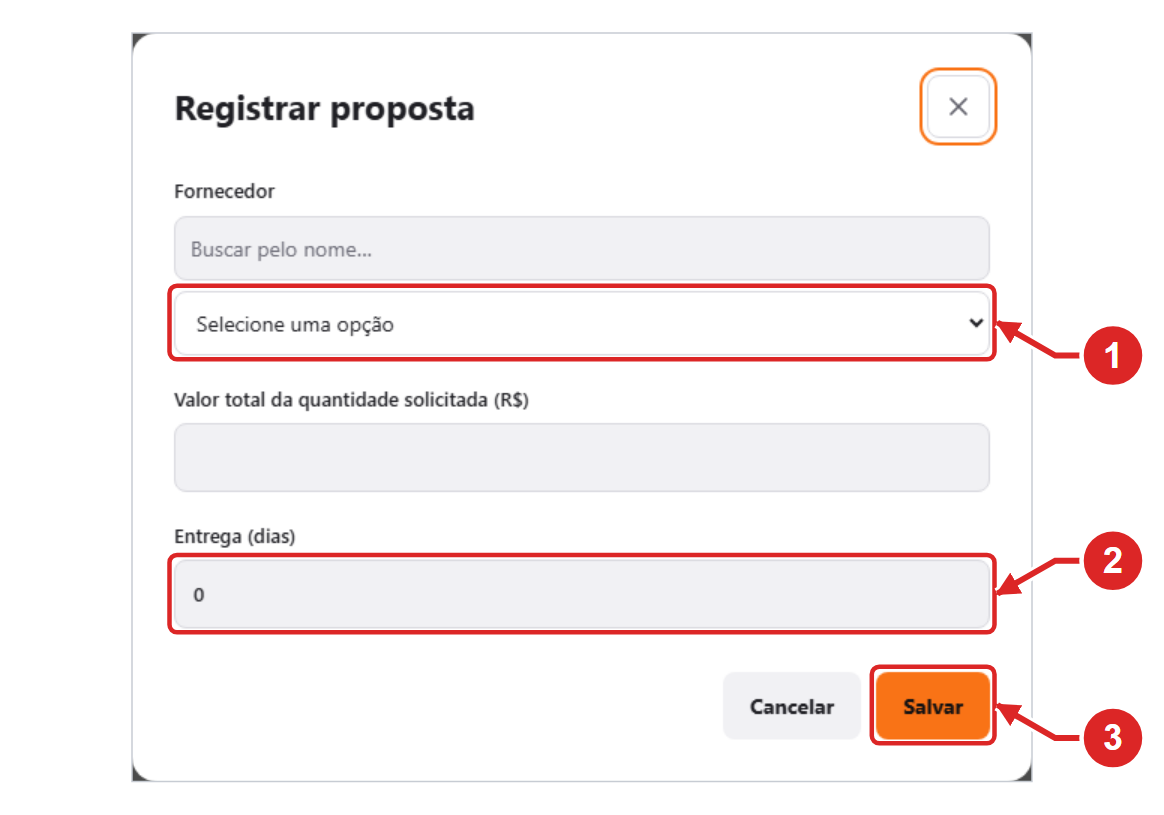 Registrar proposta
Fornecedor
Buscar pelo nome...
Selecione uma opção
1
Valor total da quantidade solicitada (R$)
Entrega (dias)
0
2
Cancelar
Salvar
3